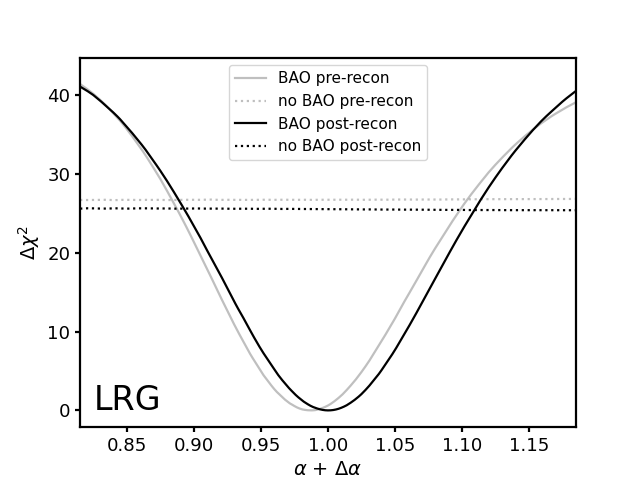 BAO pre-recon
no BAO pre-recon
BAO post-recon
no BAO post-recon
40
30
20
10
0
Δχ²
LRG
0.85 0.90 0.95 1.00 1.05 1.10 1.15
α + Δα